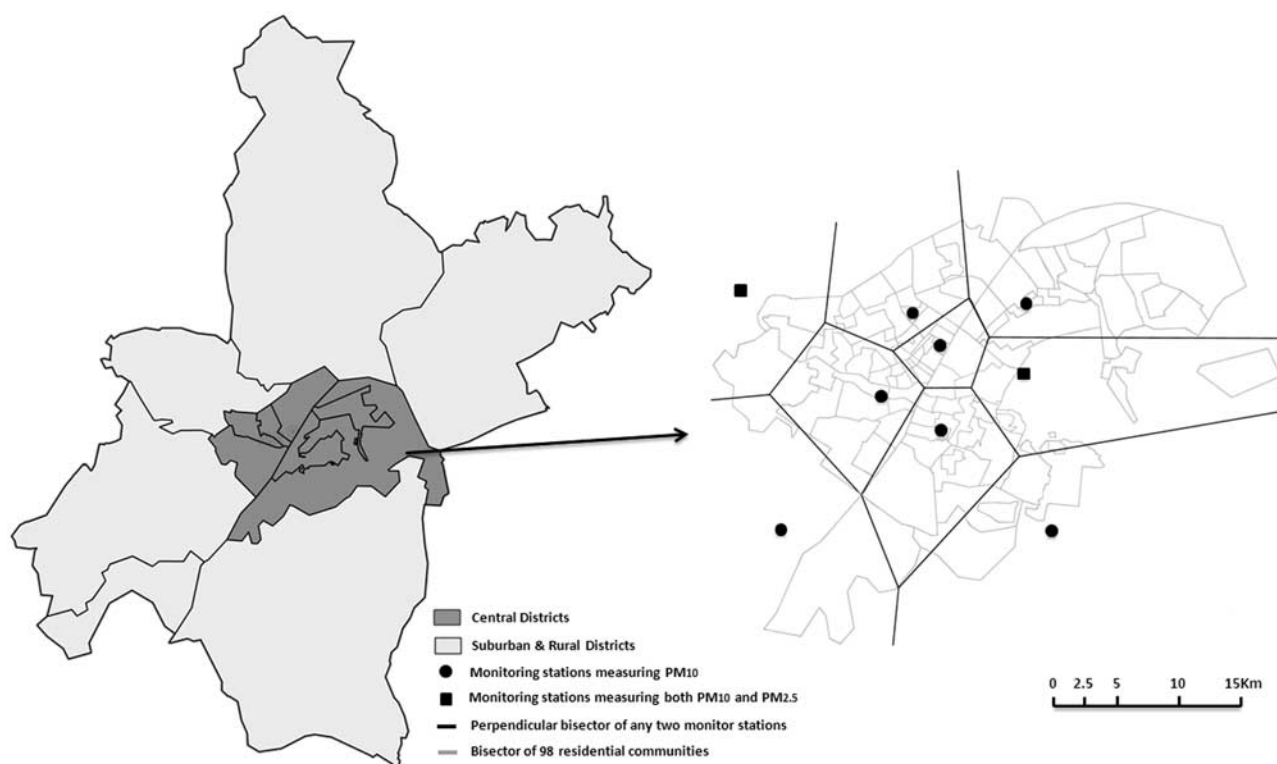 Central Districts
Suburban & Rural Districts
Monitoring stations measuring PM10
Monitoring stations measuring both PM10 and PM2.5
Perpendicular bisector of any two monitor stations
Bisector of 98 residential communities
0 2.5 5 10 15Km